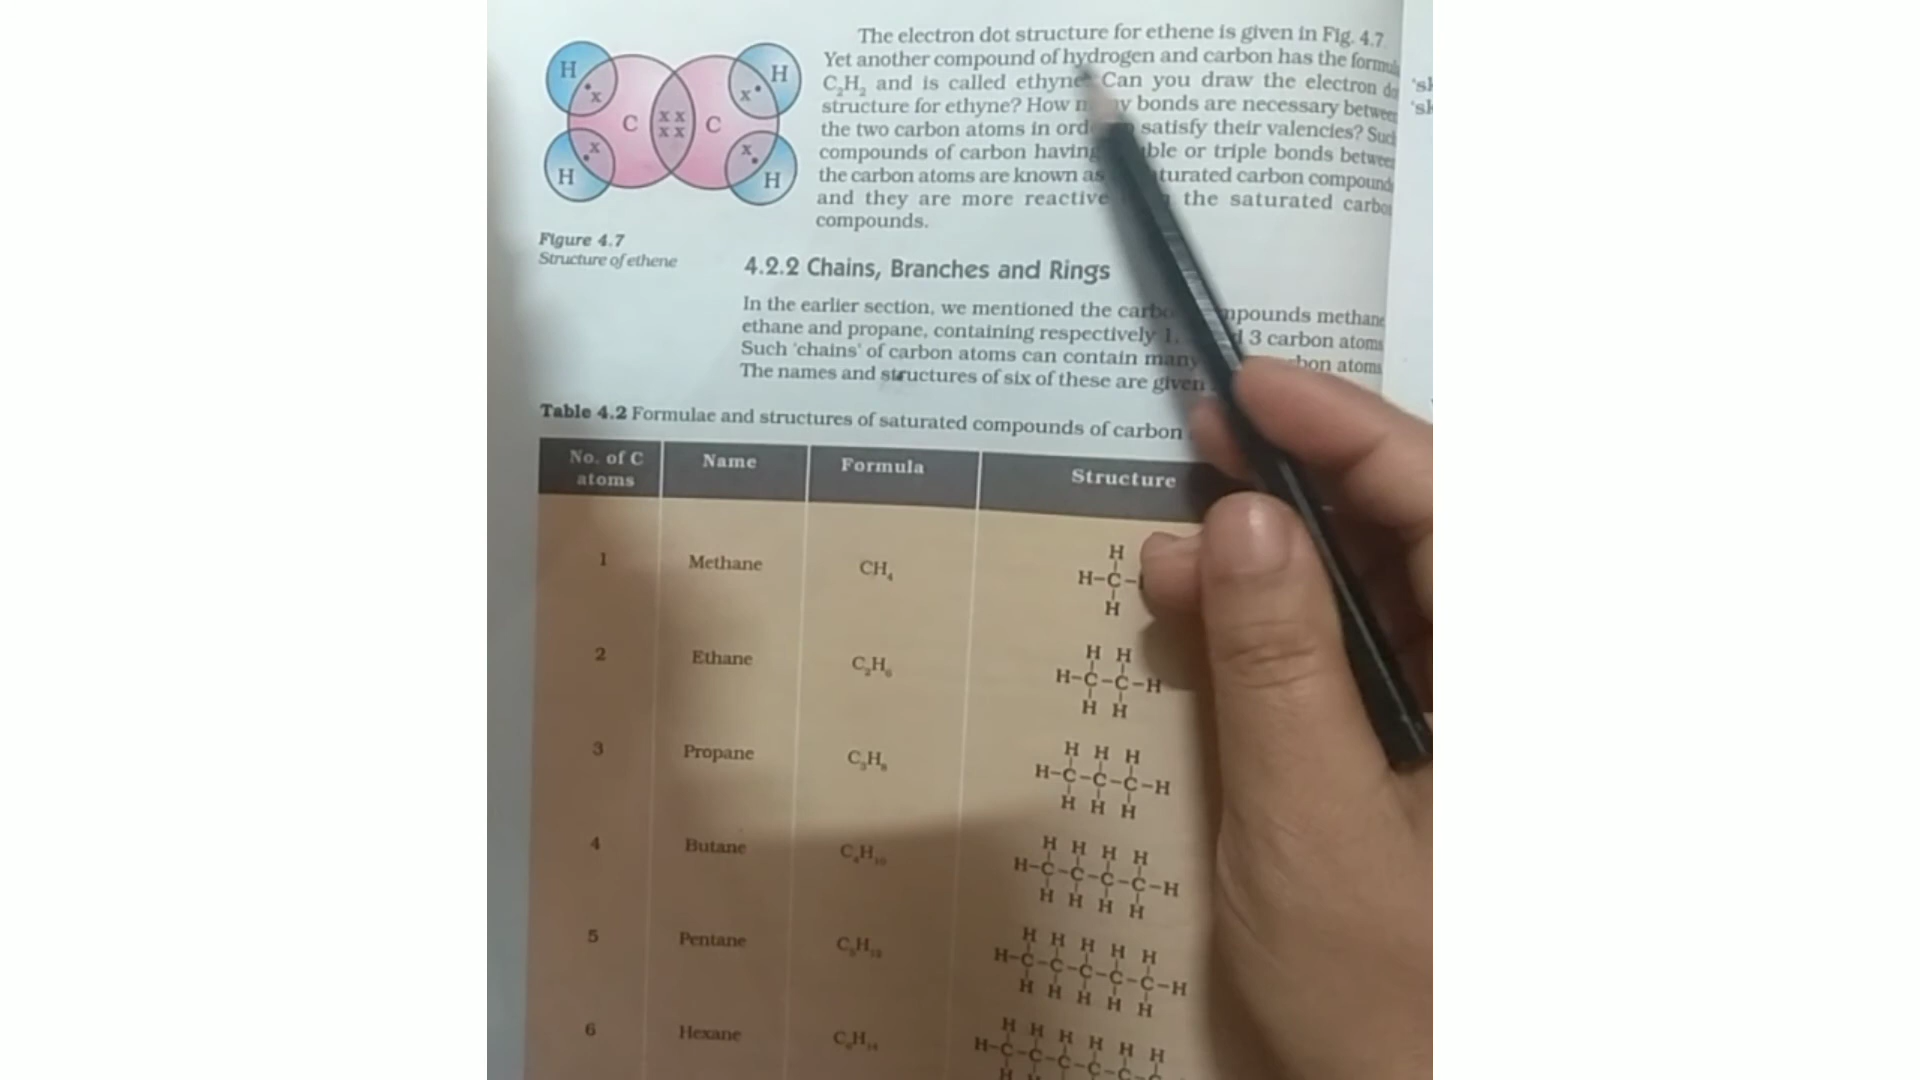 The electron dot structure for ethene is given in Fig. 4.7.
Yet another compound of hydrogen and carbon has the formula
C₂H₂ and is called ethyne. Can you draw the electron
structure for ethyne? How bonds are necessary between
the two carbon atoms in satisfy their valencies? Such
compounds of carbon having or triple bonds between
the carbon atoms are known as carbon
and they are more reactive the saturated carbon
compounds.
H H
C C
H H
x x x x x x x x
Figure 4.7
Structure of ethene
4.2.2 Chains, Branches and Rings
In the earlier section, we mentioned the methane
ethane and propane, containing respectively 1, 3 carbon atoms
Such 'chains' of carbon atoms can contain many atoms
The names and structures of six of these are given
Table 4.2 Formulae and structures of saturated compounds of carbon
No. of C atoms Name Formula Structure
1 Methane CH₄
H
H-C-
H
2 Ethane C₂H₆
H H
H-C-C-H
H H
3 Propane C₃H₈
H H H
H-C-C-C-H
H H H
4 Butane C₄H₁₀
H H H H
H-C-C-C-C-H
H H H H
5 Pentane C₅H₁₂
H H H H H
H-C-C-C-C-C-H
H H H H H
6 Hexane C₆H₁₄
H H H H H H
H-C-C-C-C-C-C
H